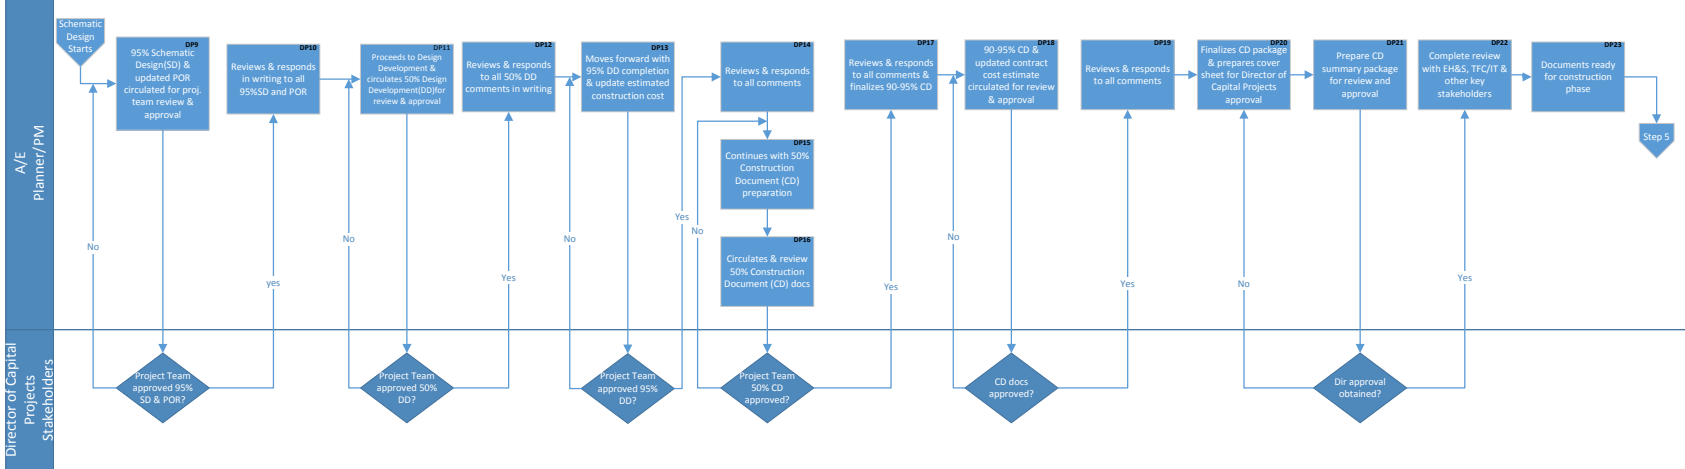 Schematic
Design
Starts
DP9
95% Schematic
Design(SD) &
updated POR
circulated for proj.
team review &
approval
DP10
Reviews & responds
in writing to all
95%SD and POR
DP11
Proceeds to Design
Development &
circulates 50% Design
Development(DD)for
review & approval
DP12
Reviews & responds
to all 50% DD
comments in writing
DP13
Moves forward with
95% DD completion
& update estimated
construction cost
DP14
Reviews & responds
to all comments
DP15
Continues with 50%
Construction
Document (CD)
preparation
DP16
Circulates & review
50% Construction
Document (CD) docs
DP17
Reviews & responds
to all comments &
finalizes 90-95% CD
DP18
90-95% CD &
updated contract
cost estimate
circulated for review
& approval
DP19
Reviews & responds
to all comments
DP20
Finalizes CD package
& prepares cover
sheet for Director of
Capital Projects
approval
DP21
Prepare CD
summary package
for review and
approval
DP22
Complete review
with EH&S, TFC/IT &
other key
stakeholders
DP23
Documents ready
for construction
phase
Step 5
A/E
Planner/PM
No
yes
No
Yes
No
Yes
No
Yes
No
Yes
No
Yes
Director of Capital
Projects
Stakeholders
Project Team
approved 95%
SD & POR?
Project Team
approved 50%
DD?
Project Team
approved 95%
DD?
Project Team
50% CD
approved?
CD docs
approved?
Dir approval
obtained?